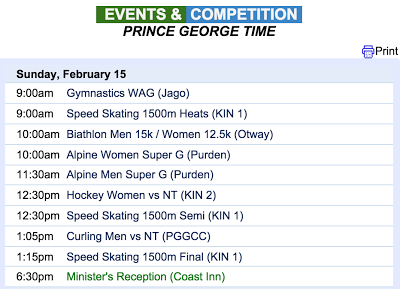 EVENTS & COMPETITION
PRINCE GEORGE TIME
Print
Sunday, February 15
9:00am Gymnastics WAG (Jago)
9:00am Speed Skating 1500m Heats (KIN 1)
10:00am Biathlon Men 15k / Women 12.5k (Otway)
10:00am Alpine Women Super G (Purden)
11:30am Alpine Men Super G (Purden)
12:30pm Hockey Women vs NT (KIN 2)
12:30pm Speed Skating 1500m Semi (KIN 1)
1:05pm Curling Men vs NT (PGGCC)
1:15pm Speed Skating 1500m Final (KIN 1)
6:30pm Minister's Reception (Coast Inn)